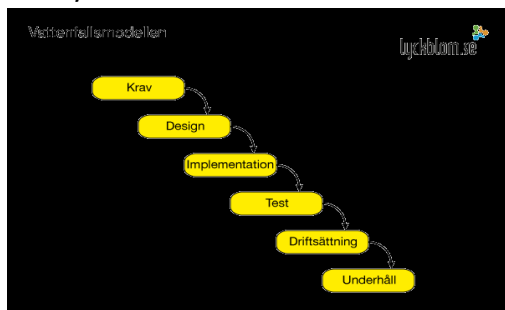 Vattenfallsmodellen
lyckblom.se
Krav
Design
Implementation
Test
Driftsättning
Underhåll